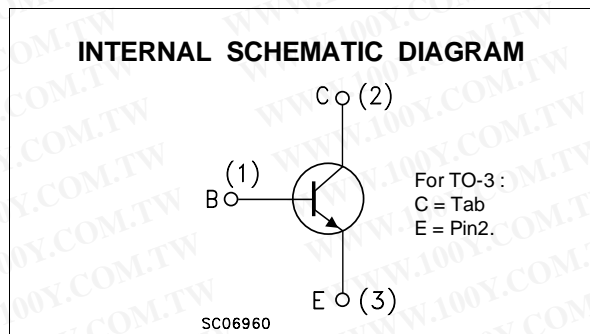 INTERNAL SCHEMATIC DIAGRAM
C (2)
(1)
B
For TO-3 :
C = Tab
E = Pin2.
E (3)
SC06960
WWW.100Y.COM.TW